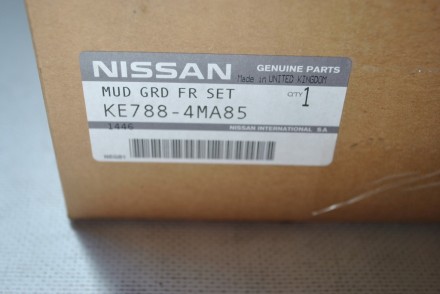 NISSAN GENUINE PARTS
Made in UNITED KINGDOM
MUD GRD FR SET QTY 1
KE788-4MA85
1446 NISSAN INTERNATIONAL SA